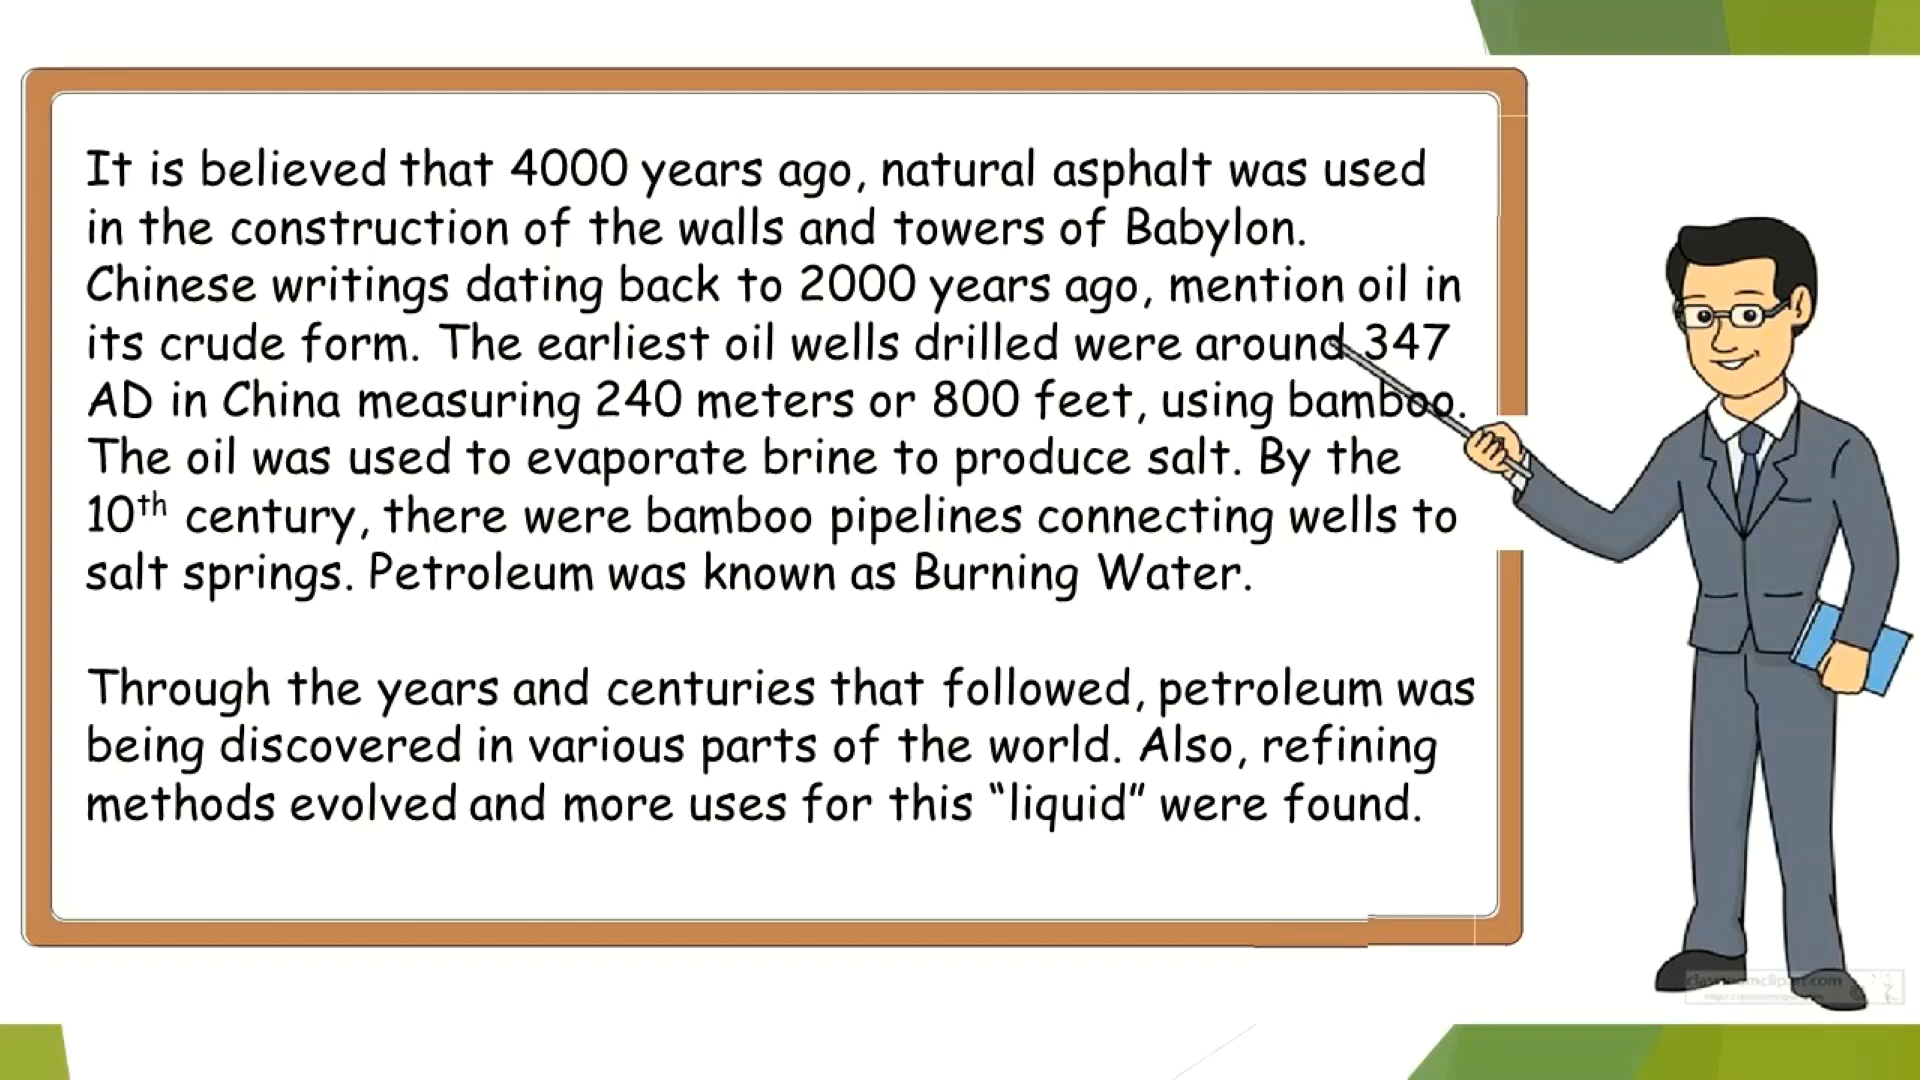 It is believed that 4000 years ago, natural asphalt was used
in the construction of the walls and towers of Babylon.
Chinese writings dating back to 2000 years ago, mention oil in
its crude form. The earliest oil wells drilled were around 347
AD in China measuring 240 meters or 800 feet, using bamboo.
The oil was used to evaporate brine to produce salt. By the
10th century, there were bamboo pipelines connecting wells to
salt springs. Petroleum was known as Burning Water.
Through the years and centuries that followed, petroleum was
being discovered in various parts of the world. Also, refining
methods evolved and more uses for this “liquid” were found.